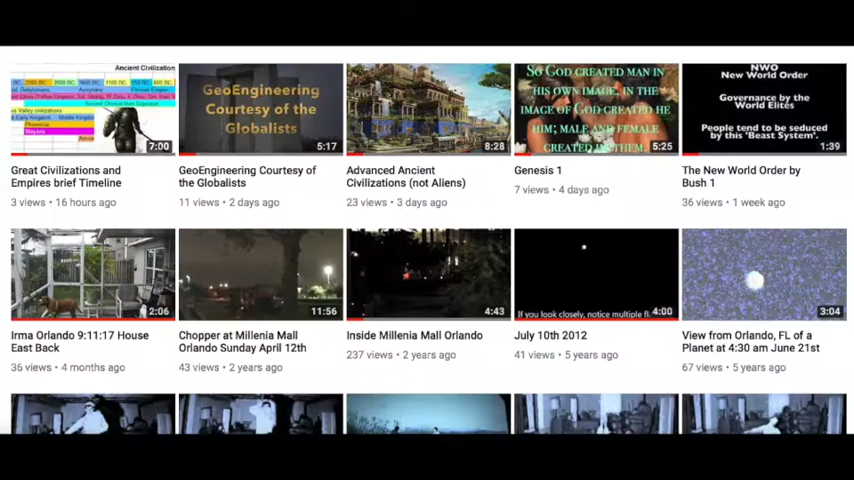 Ancient Civilization
7:00
GeoEngineering
Courtesy of the
Globalists
5:17
8:28
So God created man in
his own image, in the
image of God created he
him; male and female
created he them.
5:25
NWO
New World Order
Governance by the
World Elites
People tend to be seduced
by this 'Beast System'.
1:39
Great Civilizations and
Empires brief Timeline
3 views • 16 hours ago
GeoEngineering Courtesy of
the Globalists
11 views • 2 days ago
Advanced Ancient
Civilizations (not Aliens)
23 views • 3 days ago
Genesis 1
7 views • 4 days ago
The New World Order by
Bush 1
36 views • 1 week ago
2:06
11:56
4:43
If you look closely, notice multiple fl
4:00
3:04
Irma Orlando 9:11:17 House
East Back
36 views • 4 months ago
Chopper at Millenia Mall
Orlando Sunday April 12th
43 views • 2 years ago
Inside Millenia Mall Orlando
237 views • 2 years ago
July 10th 2012
41 views • 5 years ago
View from Orlando, FL of a
Planet at 4:30 am June 21st
67 views • 5 years ago